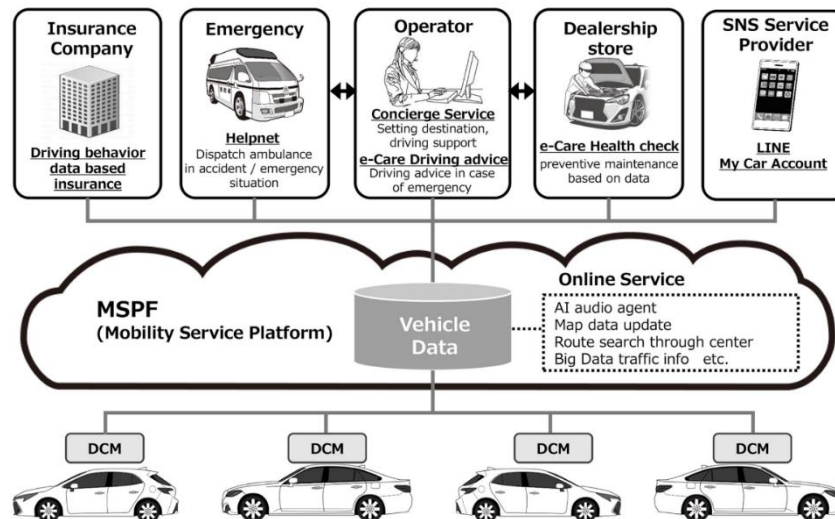 Insurance
Company
Driving behavior
data based
insurance
Emergency
Helpnet
Dispatch ambulance
in accident / emergency
situation
Operator
Concierge Service
Setting destination,
driving support
e-Care Driving advice
Driving advice in case
of emergency
Dealership
store
e-Care Health check
preventive maintenance
based on data
SNS Service
Provider
LINE
My Car Account
MSPF
(Mobility Service Platform)
Vehicle
Data
Online Service
AI audio agent
Map data update
Route search through center
Big Data traffic info etc.
DCM
DCM
DCM
DCM